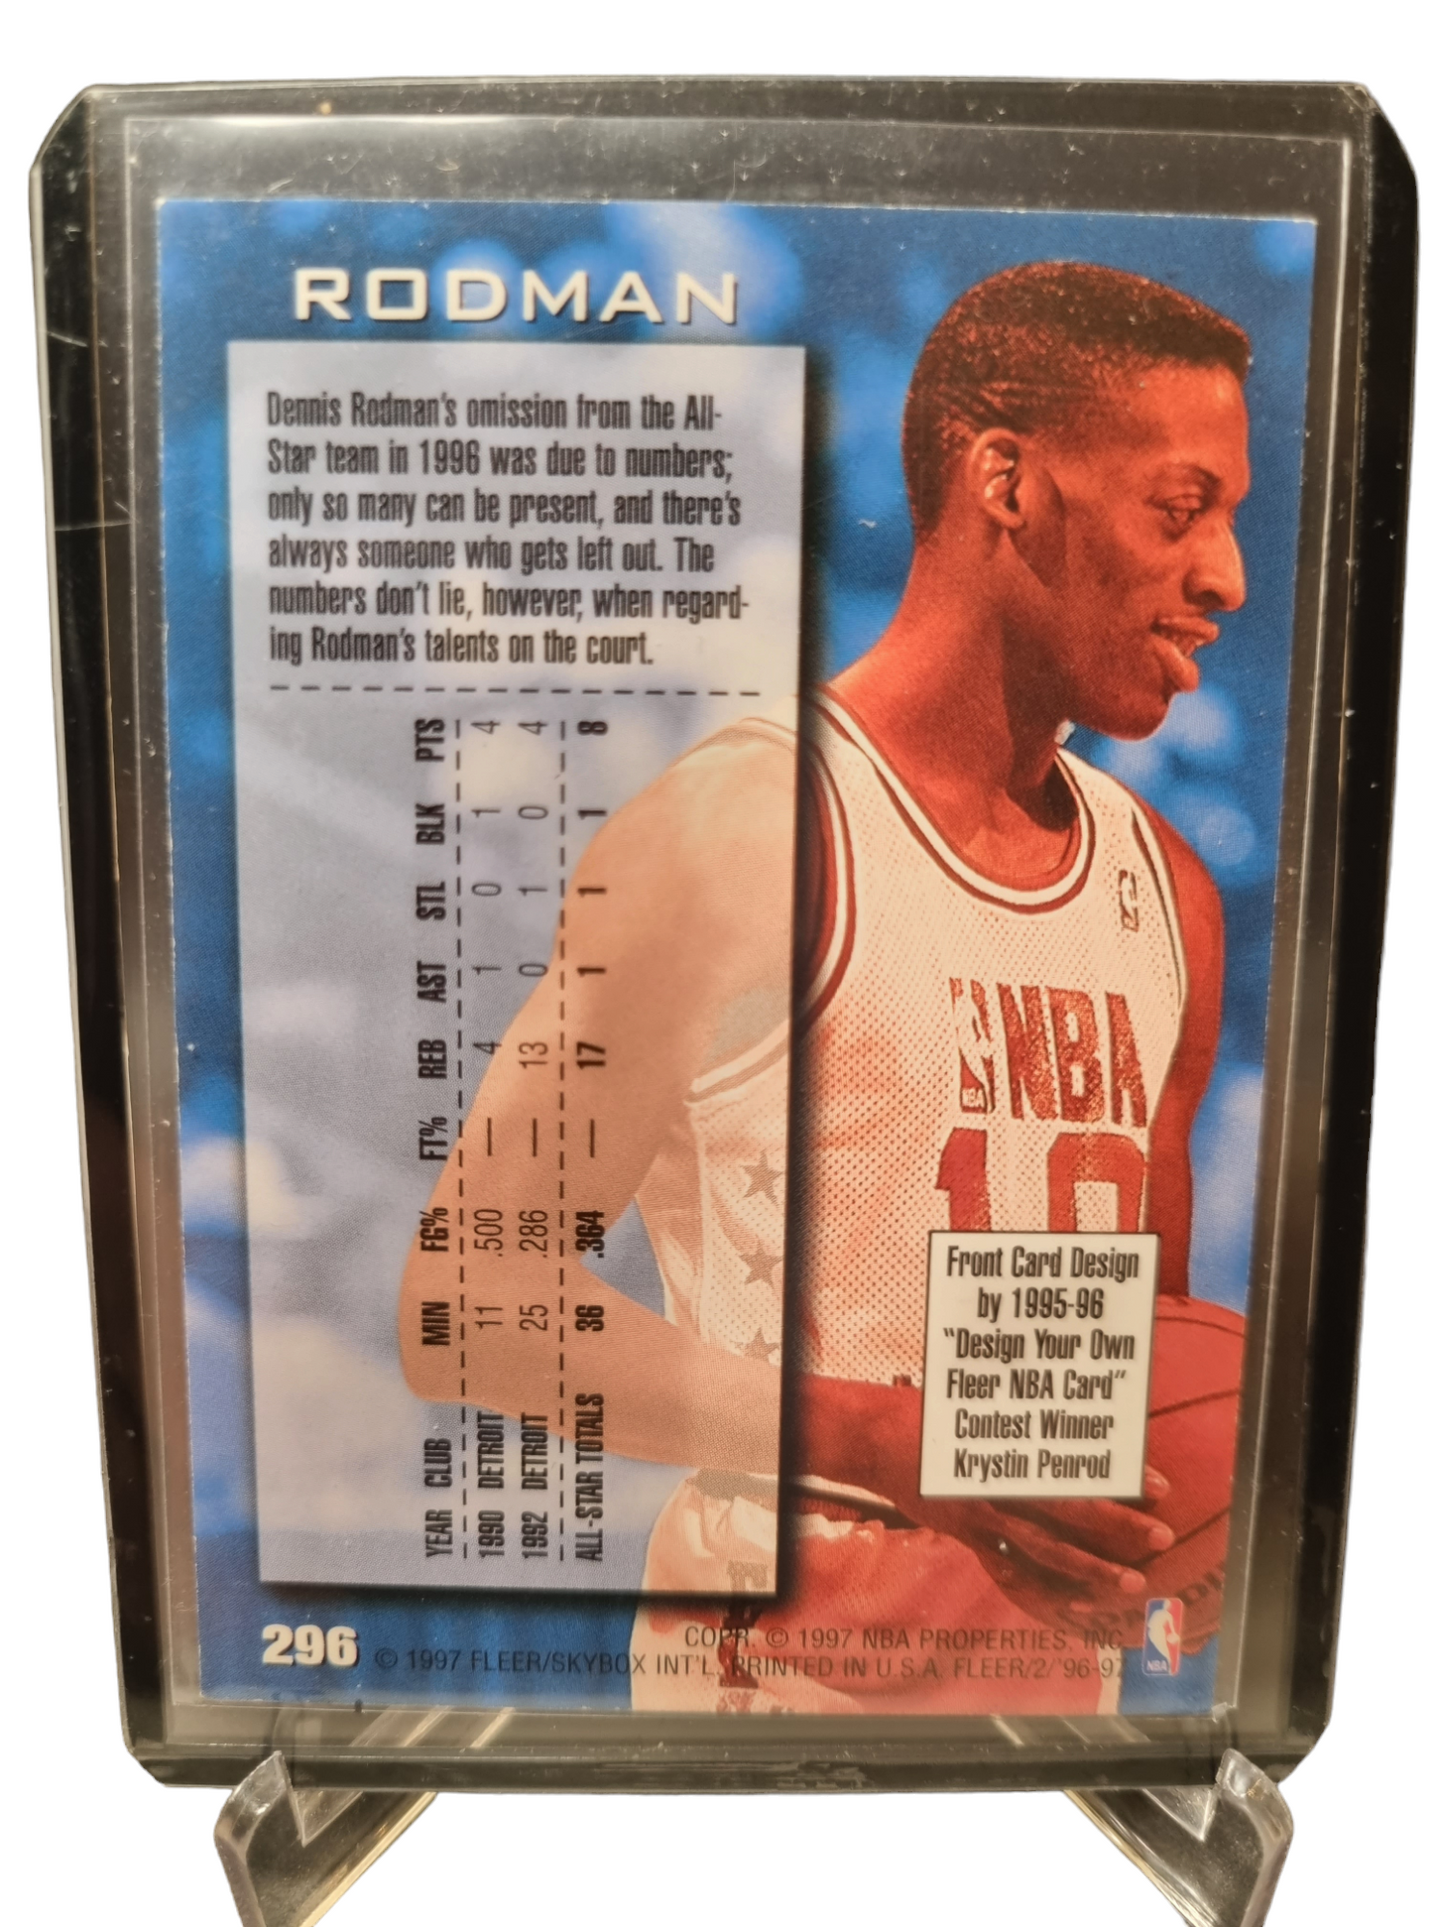 RODMAN
Dennis Rodman's omission from the All-
Star team in 1996 was due to numbers;
only so many can be present, and there's
always someone who gets left out. The
numbers don't lie, however, when regard-
ing Rodman's talents on the court.
YEAR CLUB MIN FG% FT% REB AST STL BLK PTS
1990 DETROIT 11 .500 — 4 1 0 1 4
1992 DETROIT 25 .286 — 13 0 1 0 4
ALL-STAR TOTALS 36 .364 — 17 1 1 1 8
NBA
NBA
10
Front Card Design
by 1995-96
"Design Your Own
Fleer NBA Card"
Contest Winner
Krystin Penrod
296
COPR. © 1997 NBA PROPERTIES, INC
© 1997 FLEER/SKYBOX INT'L. PRINTED IN U.S.A. FLEER/2/'96-97
NBA